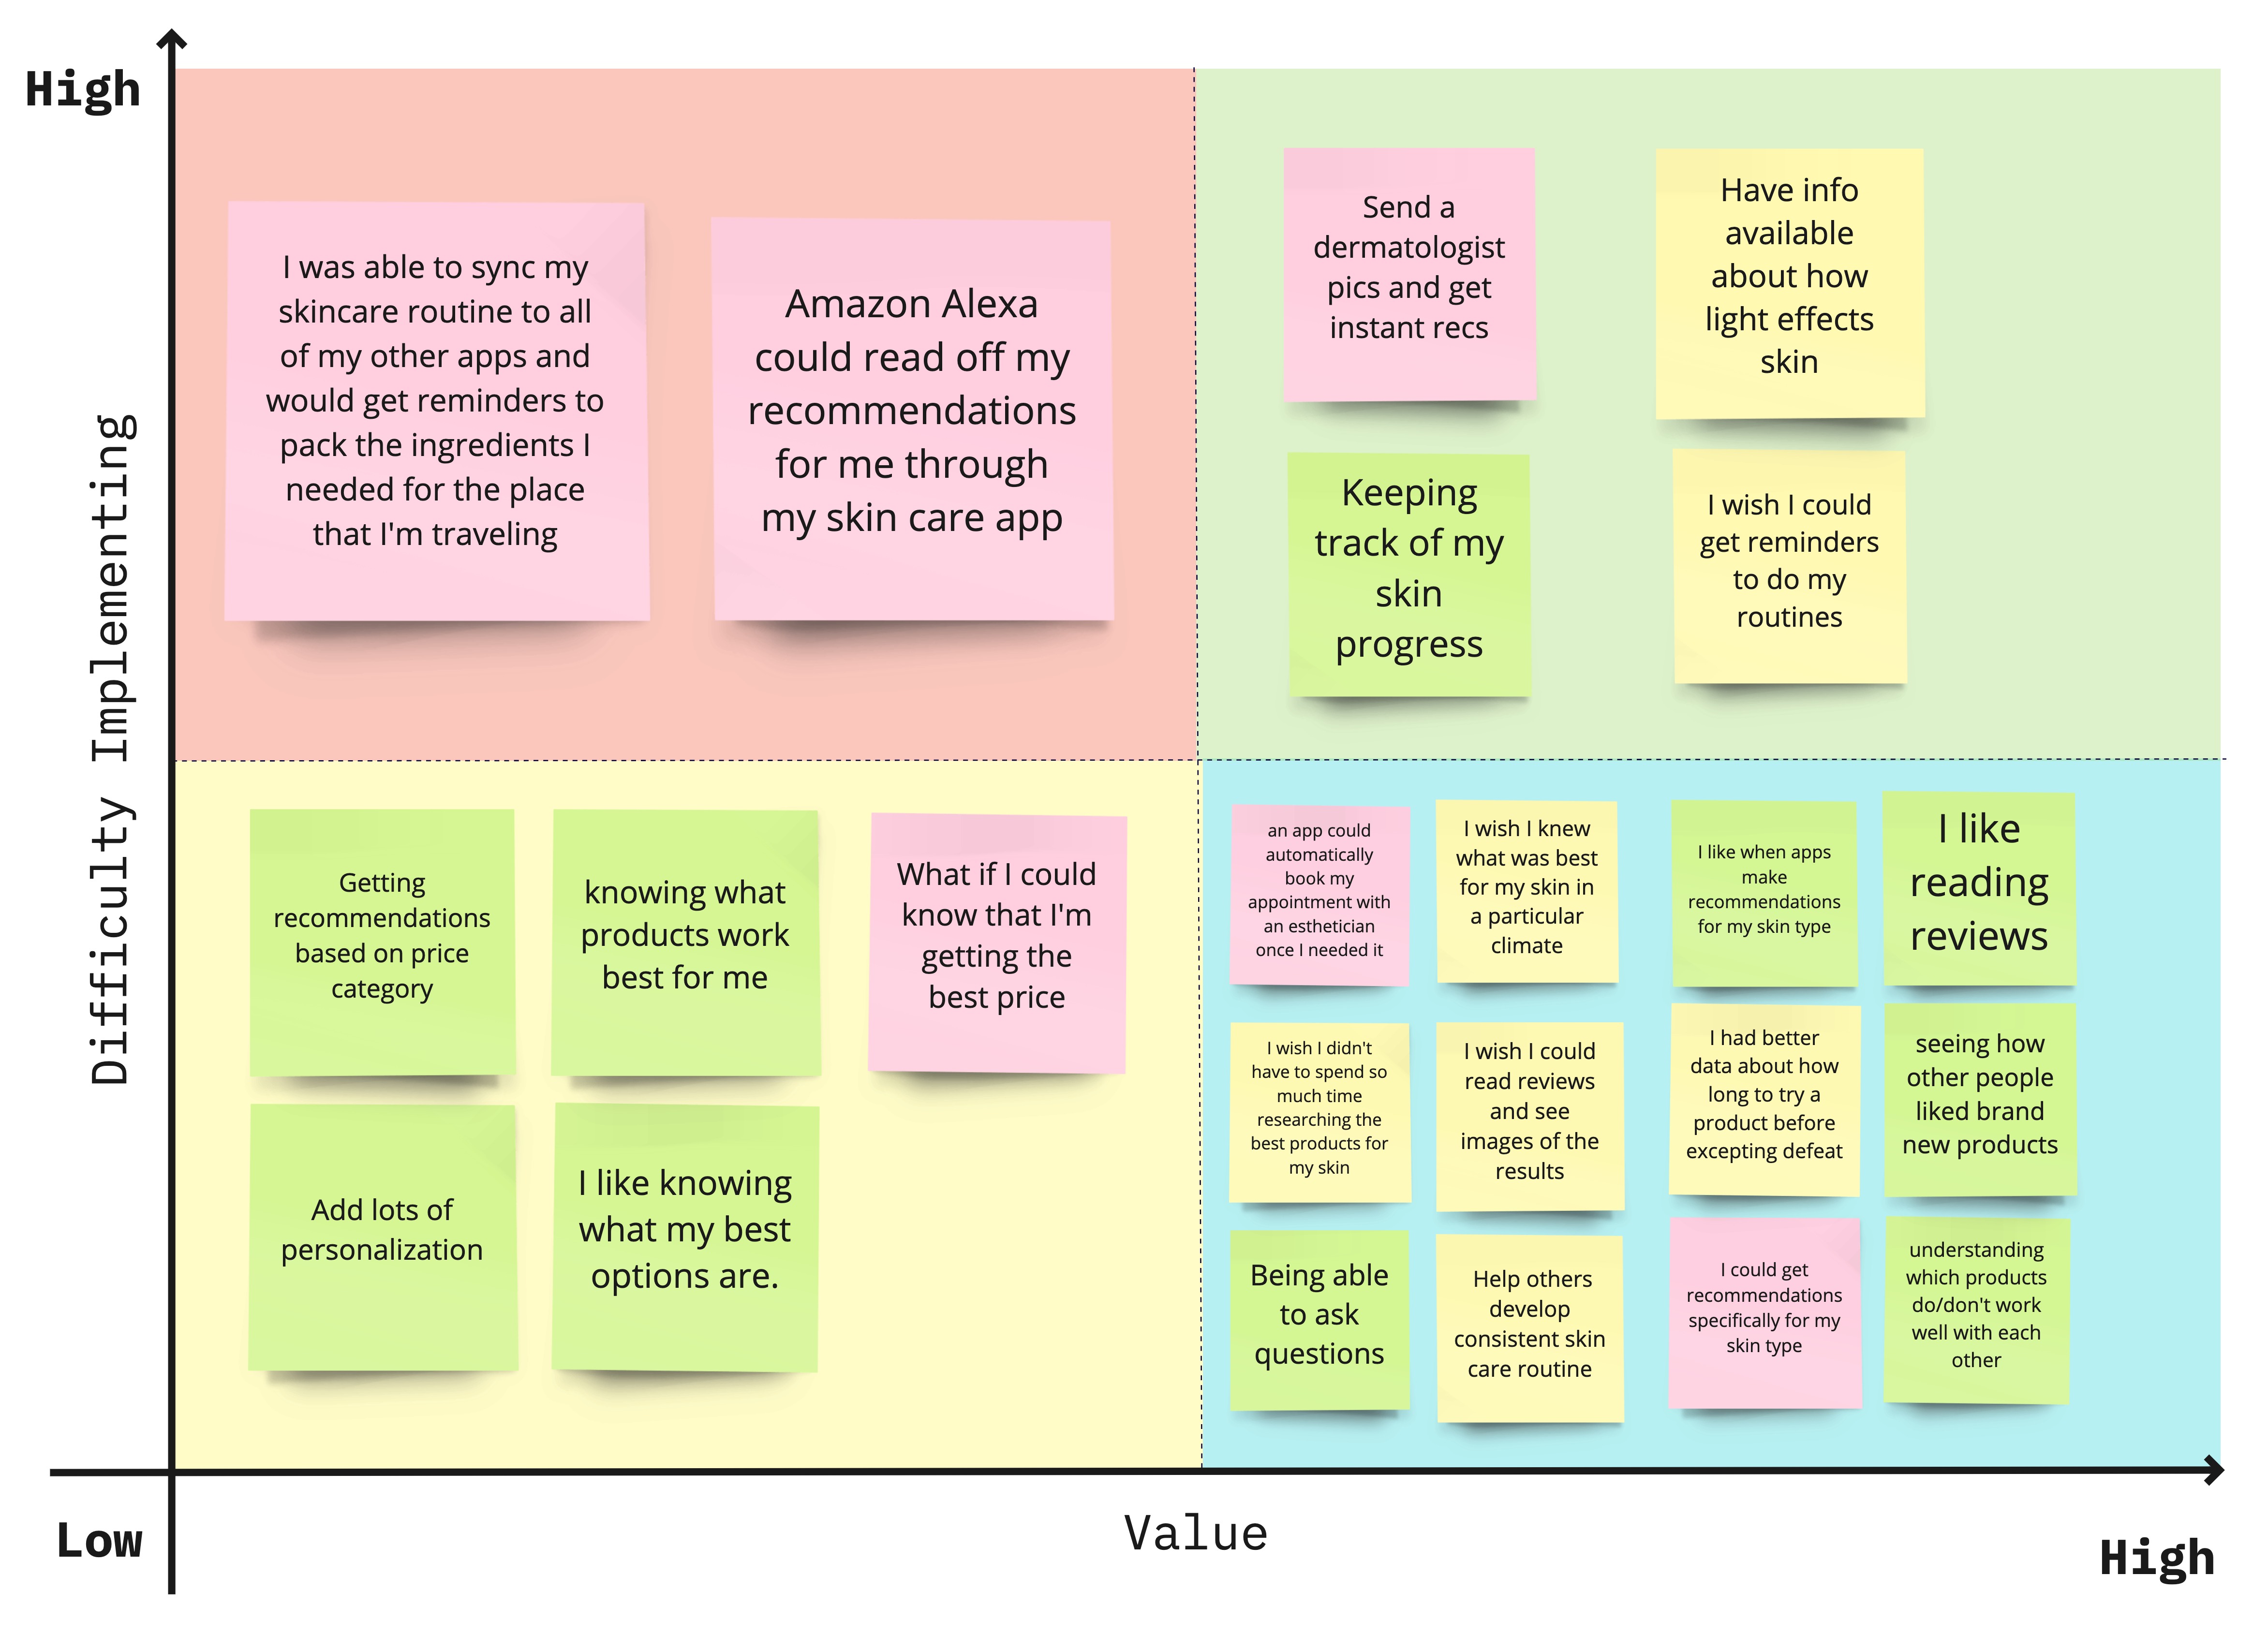 High
Difficulty Implementing
I was able to sync my
skincare routine to all
of my other apps and
would get reminders to
pack the ingredients I
needed for the place
that I'm traveling
Amazon Alexa
could read off my
recommendations
for me through
my skin care app
Send a
dermatologist
pics and get
instant recs
Have info
available
about how
light effects
skin
Keeping
track of my
skin
progress
I wish I could
get reminders
to do my
routines
Getting
recommendations
based on price
category
knowing what
products work
best for me
What if I could
know that I'm
getting the
best price
Add lots of
personalization
I like knowing
what my best
options are.
an app could
automatically
book my
appointment with
an esthetician
once I needed it
I wish I knew
what was best
for my skin in
a particular
climate
I like when apps
make
recommendations
for my skin type
I like
reading
reviews
I wish I didn't
have to spend so
much time
researching the
best products for
my skin
I wish I could
read reviews
and see
images of the
results
I had better
data about how
long to try a
product before
excepting defeat
seeing how
other people
liked brand
new products
Being able
to ask
questions
Help others
develop
consistent skin
care routine
I could get
recommendations
specifically for my
skin type
understanding
which products
do/don't work
well with each
other
Low
Value
High